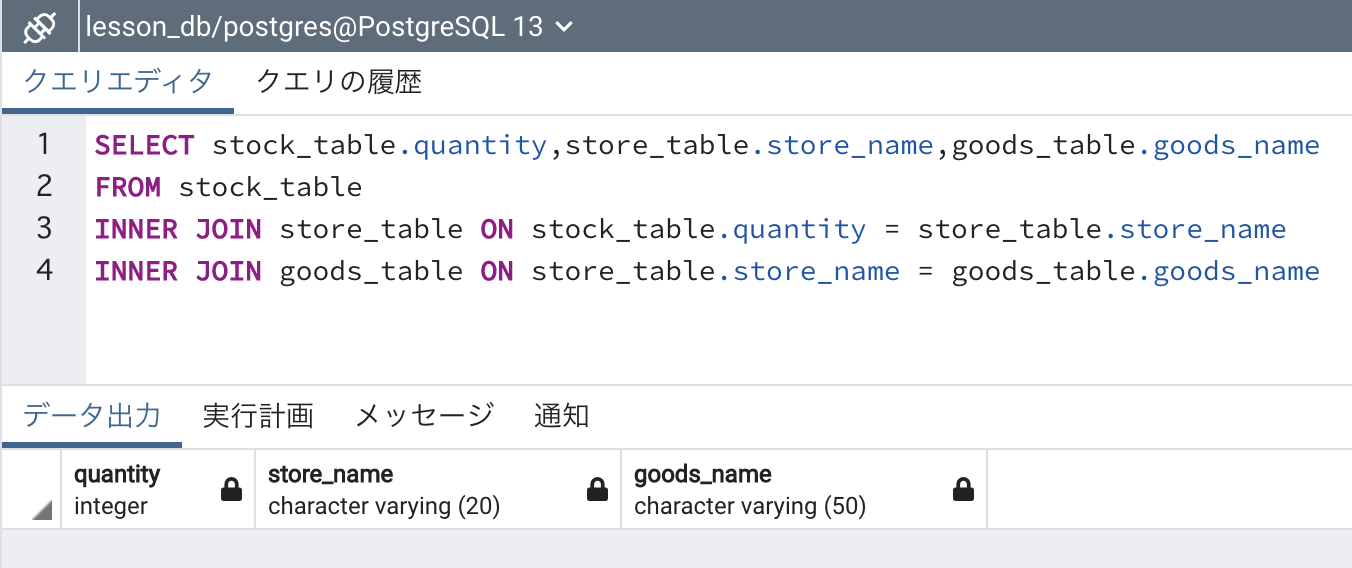 lesson_db/postgres@PostgreSQL 13
クエリエディタ クエリの履歴
1 SELECT stock_table.quantity,store_table.store_name,goods_table.goods_name
2 FROM stock_table
3 INNER JOIN store_table ON stock_table.quantity = store_table.store_name
4 INNER JOIN goods_table ON store_table.store_name = goods_table.goods_name
データ出力 実行計画 メッセージ 通知
quantity store_name goods_name
integer character varying (20) character varying (50)